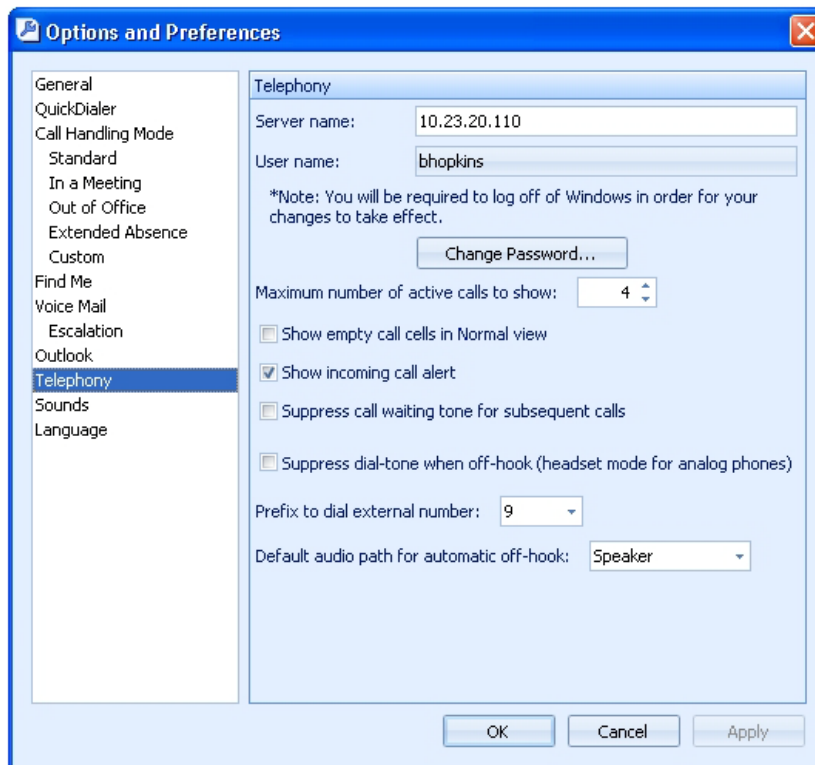 Options and Preferences
General
QuickDialer
Call Handling Mode
Standard
In a Meeting
Out of Office
Extended Absence
Custom
Find Me
Voice Mail
Escalation
Outlook
Telephony
Sounds
Language
Telephony
Server name: 10.23.20.110
User name: bhopkins
*Note: You will be required to log off of Windows in order for your
changes to take effect.
Change Password...
Maximum number of active calls to show: 4
Show empty call cells in Normal view
Show incoming call alert
Suppress call waiting tone for subsequent calls
Suppress dial-tone when off-hook (headset mode for analog phones)
Prefix to dial external number: 9
Default audio path for automatic off-hook: Speaker
OK Cancel Apply